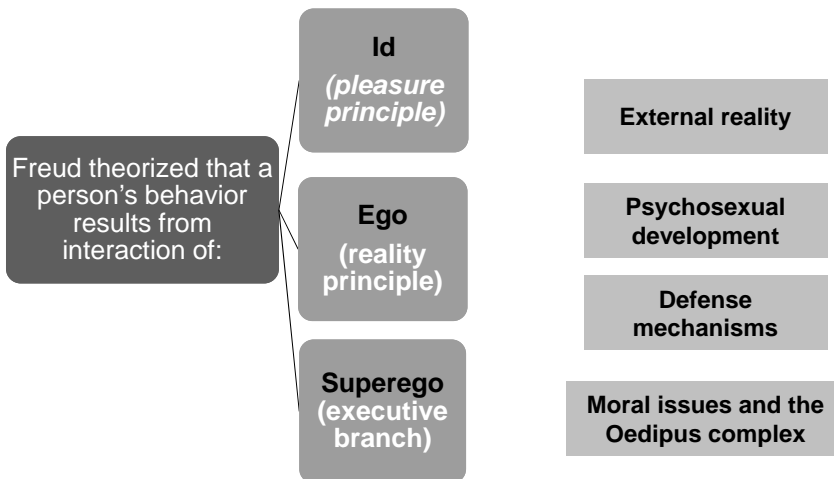 Freud theorized that a
person’s behavior
results from
interaction of:
Id
(pleasure
principle)
Ego
(reality
principle)
Superego
(executive
branch)
External reality
Psychosexual
development
Defense
mechanisms
Moral issues and the
Oedipus complex